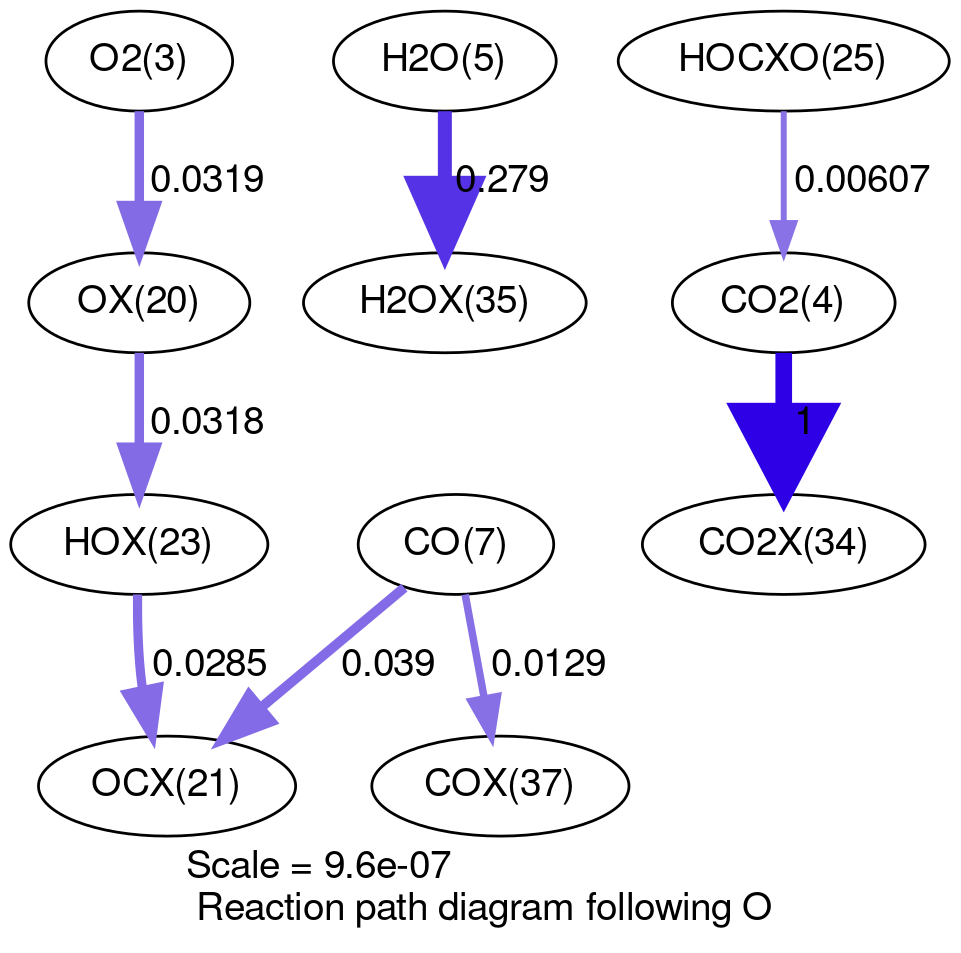 O2(3)
H2O(5)
HOCXO(25)
0.0319
0.279
0.00607
OX(20)
H2OX(35)
CO2(4)
0.0318
1
HOX(23)
CO(7)
CO2X(34)
0.0285
0.039
0.0129
OCX(21)
COX(37)
Scale = 9.6e-07
Reaction path diagram following O